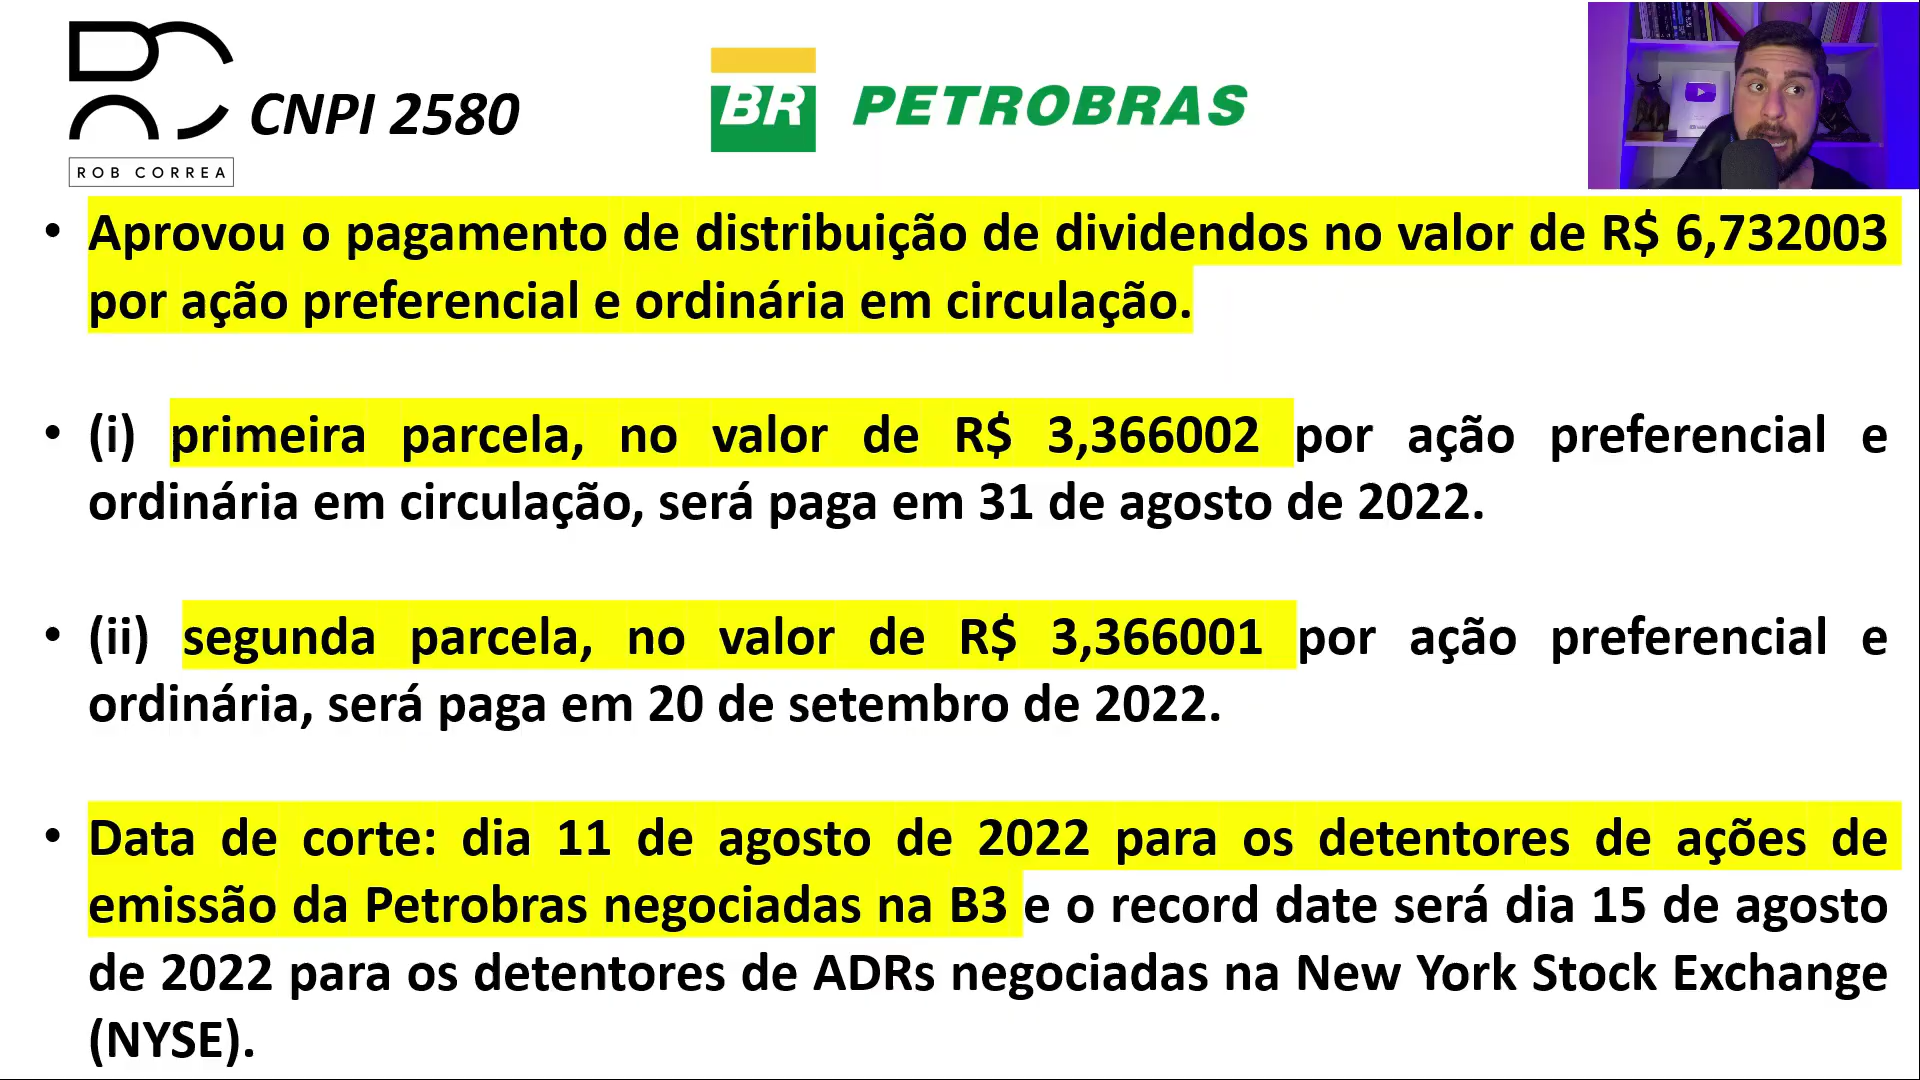 CNPI 2580
ROB CORREA
BR PETROBRAS
• Aprovou o pagamento de distribuição de dividendos no valor de R$ 6,732003
por ação preferencial e ordinária em circulação.
• (i) primeira parcela, no valor de R$ 3,366002 por ação preferencial e
ordinária em circulação, será paga em 31 de agosto de 2022.
• (ii) segunda parcela, no valor de R$ 3,366001 por ação preferencial e
ordinária, será paga em 20 de setembro de 2022.
• Data de corte: dia 11 de agosto de 2022 para os detentores de ações de
emissão da Petrobras negociadas na B3 e o record date será dia 15 de agosto
de 2022 para os detentores de ADRs negociadas na New York Stock Exchange
(NYSE).